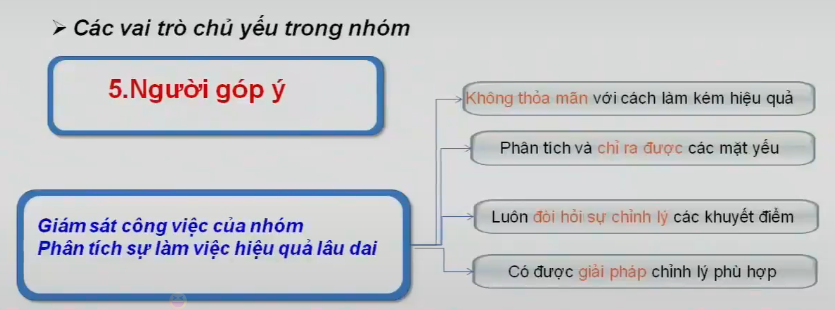 Các vai trò chủ yếu trong nhóm
5.Người góp ý
Giám sát công việc của nhóm
Phân tích sự làm việc hiệu quả lâu dai
Không thỏa mãn với cách làm kém hiệu quả
Phân tich và chỉ ra được các mặt yếu
Luôn đòi hỏi sự chỉnh lý các khuyết điểm
Có được giải pháp chỉnh lý phù hợp